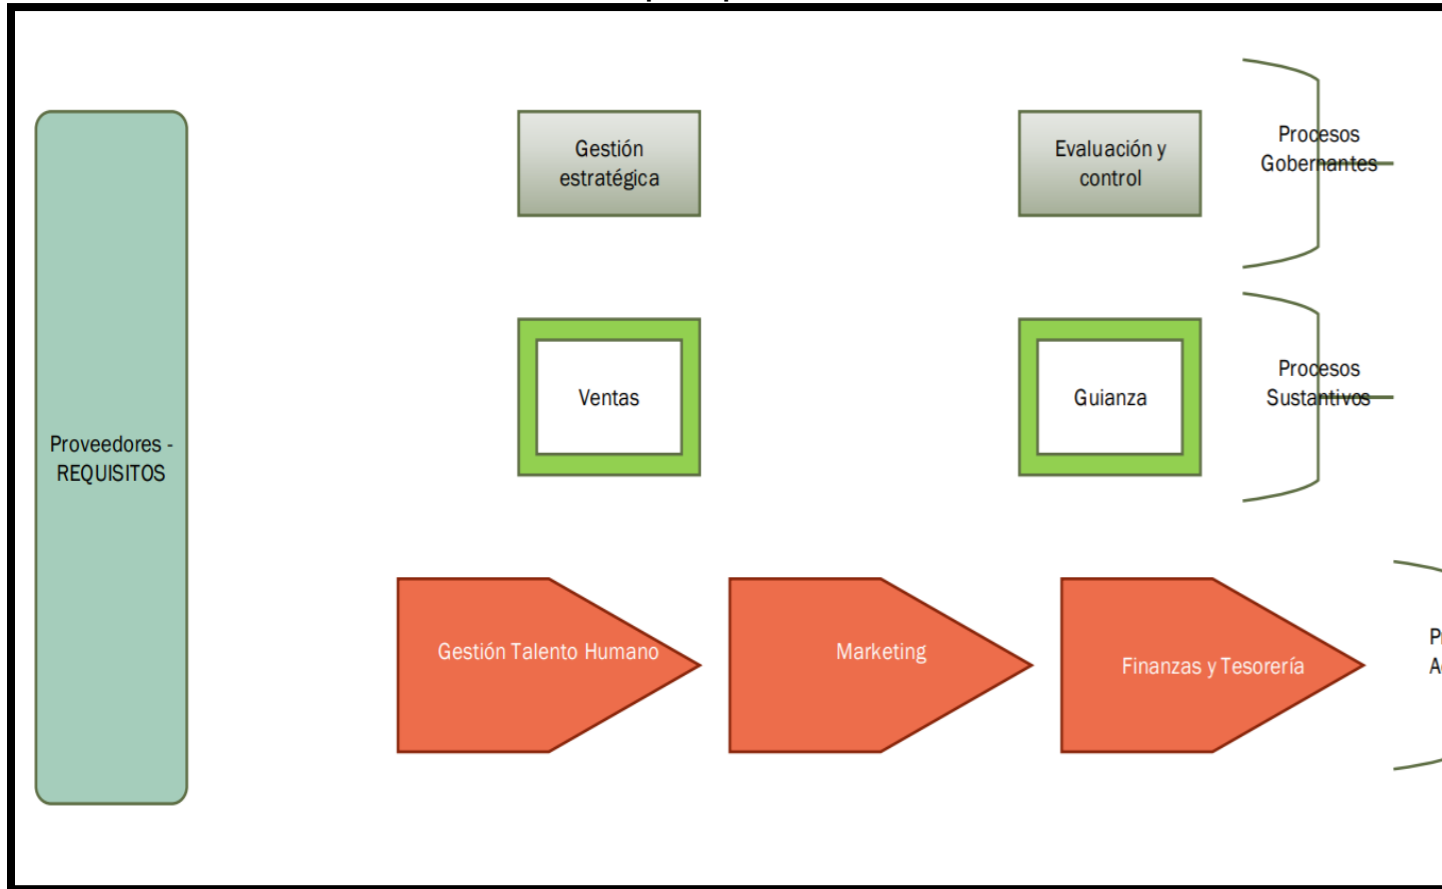 Gestión
estratégica
Evaluación y
control
Procesos
Gobernantes
Proveedores -
REQUISITOS
Ventas
Guianza
Procesos
Sustantivos
Gestión Talento Humano
Marketing
Finanzas y Tesorería